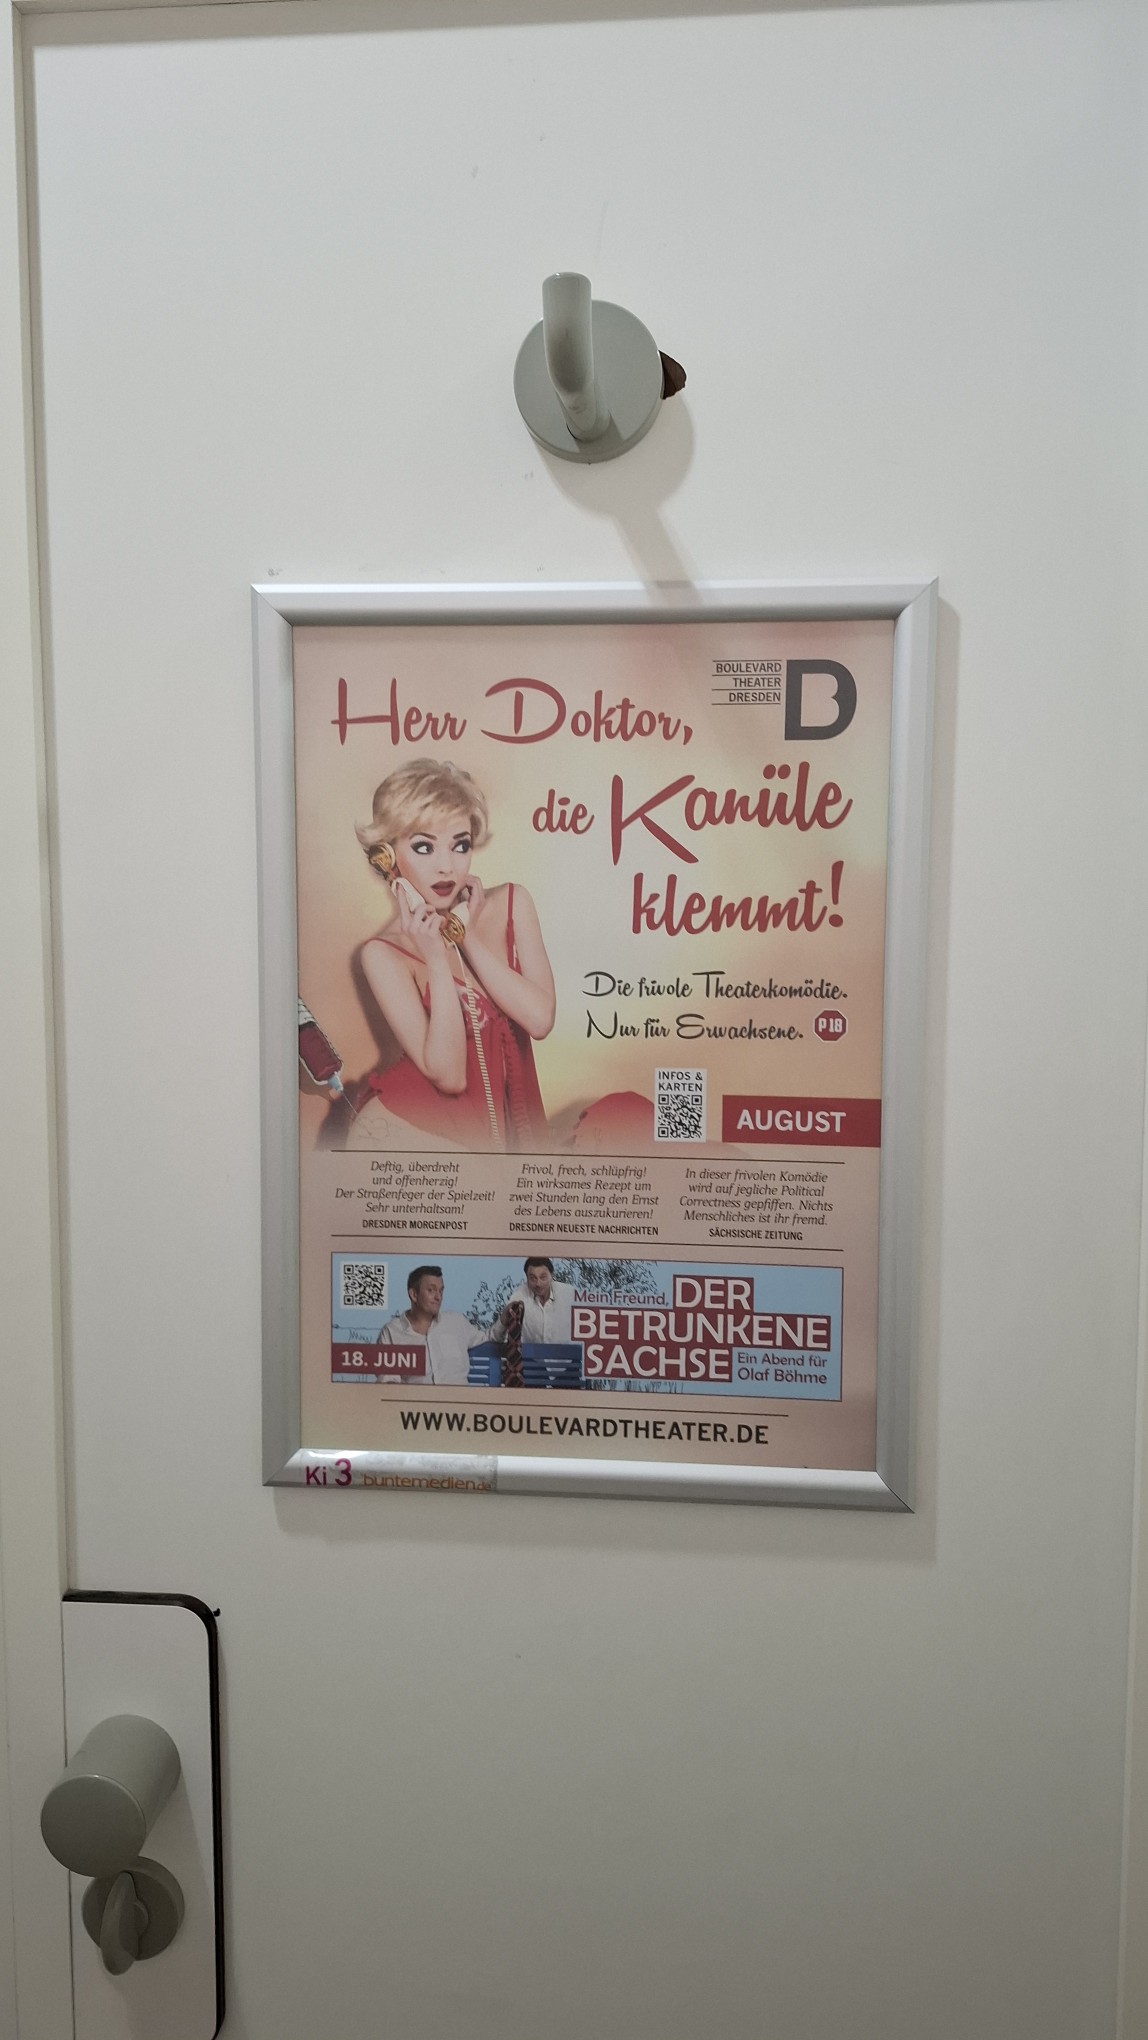 BOULEVARD
THEATER
DRESDEN
Herr Doktor,
die Kanüle
klemmt!
Die frivole Theaterkomödie.
Nur für Erwachsene. P18
INFOS &
KARTEN
AUGUST
Deftig, überdreht
und offenherzig!
Der Straßenfeger der Spielzeit!
Sehr unterhaltsam!
DRESDNER MORGENPOST
Frivol, frech, schlüpfrig!
Ein wirksames Rezept um
zwei Stunden lang den Ernst
des Lebens auszukurieren!
DRESDNER NEUESTE NACHRICHTEN
In dieser frivolen Komödie
wird auf jegliche Political
Correctness gepfiffen. Nichts
Menschliches ist ihr fremd.
SÄCHSISCHE ZEITUNG
18. JUNI
Mein Freund, DER
BETRUNKENE
SACHSE
Ein Abend für
Olaf Böhme
WWW.BOULEVARDTHEATER.DE
Ki 3 buntemedien.de